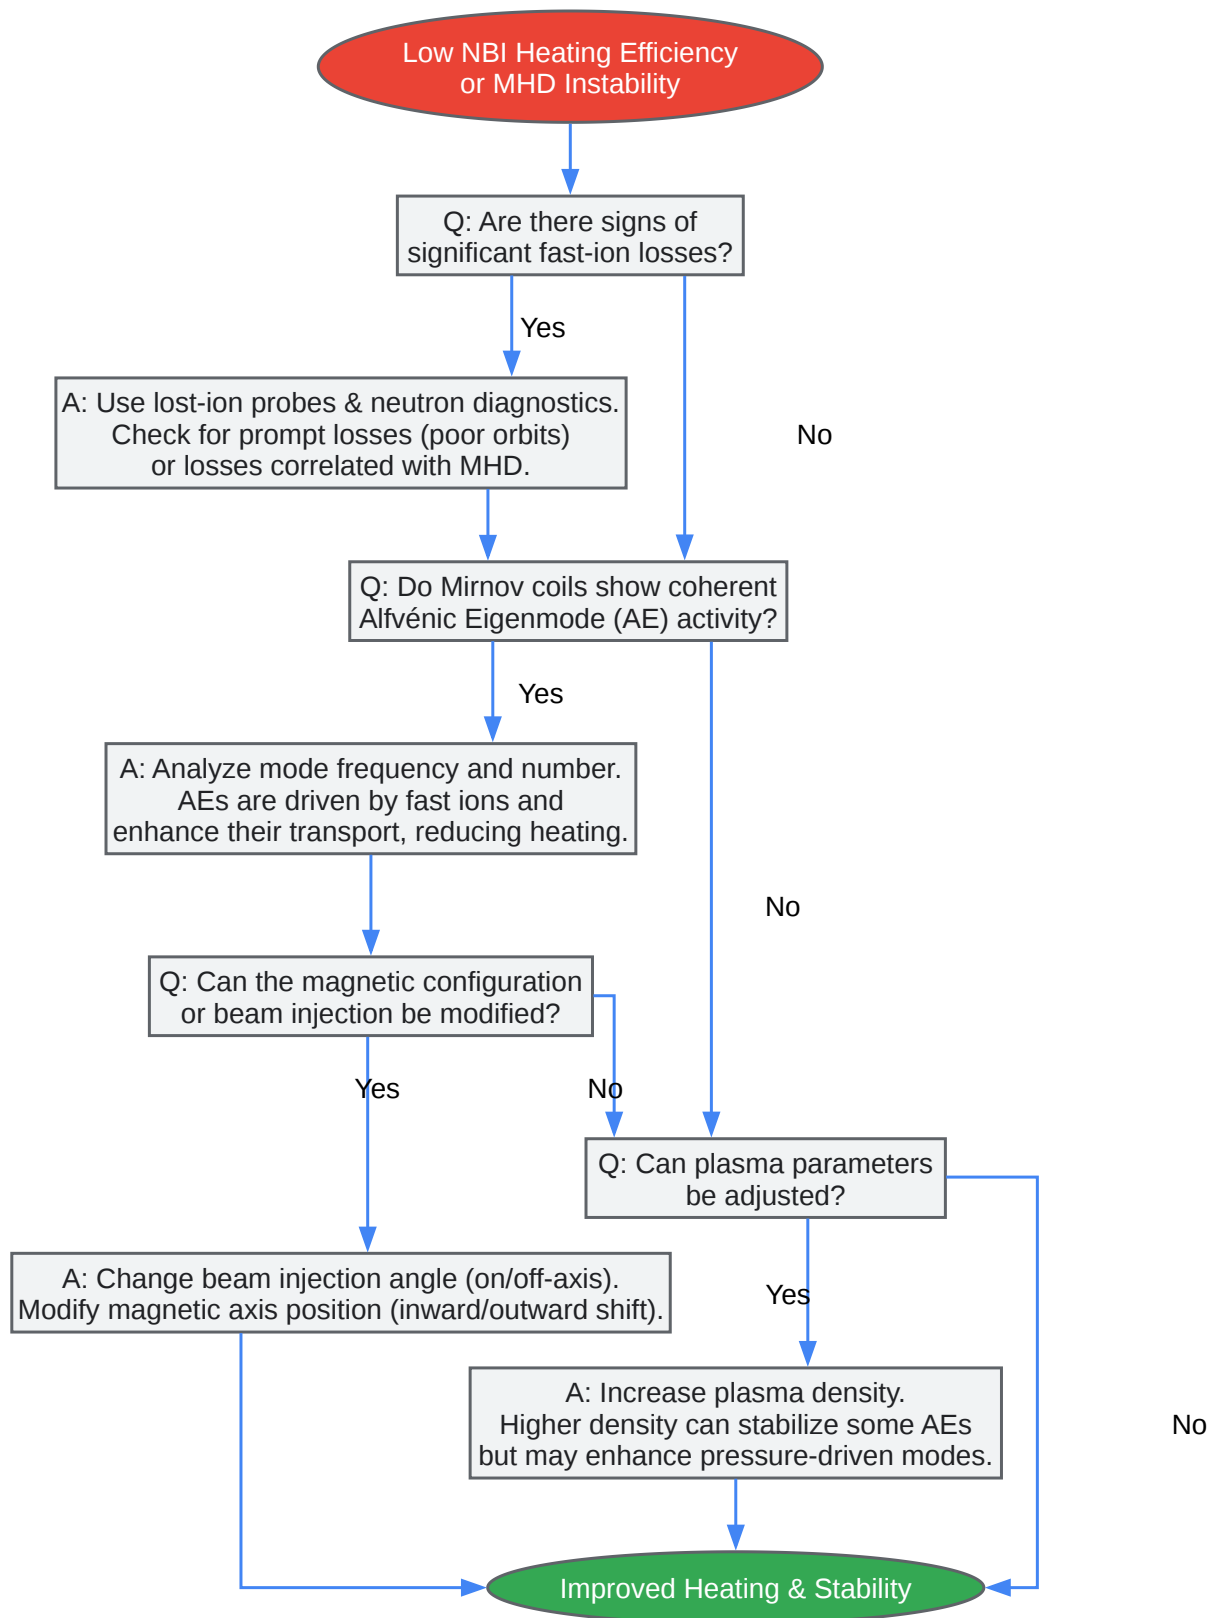 Low NBI Heating Efficiency
or MHD Instability
Q: Are there signs of
significant fast-ion losses?
Yes
A: Use lost-ion probes & neutron diagnostics.
Check for prompt losses (poor orbits)
or losses correlated with MHD.
No
Q: Do Mirnov coils show coherent
Alfvénic Eigenmode (AE) activity?
Yes
A: Analyze mode frequency and number.
AEs are driven by fast ions and
enhance their transport, reducing heating.
No
Q: Can the magnetic configuration
or beam injection be modified?
Yes
No
Q: Can plasma parameters
be adjusted?
A: Change beam injection angle (on/off-axis).
Modify magnetic axis position (inward/outward shift).
Yes
A: Increase plasma density.
Higher density can stabilize some AEs
but may enhance pressure-driven modes.
No
Improved Heating & Stability